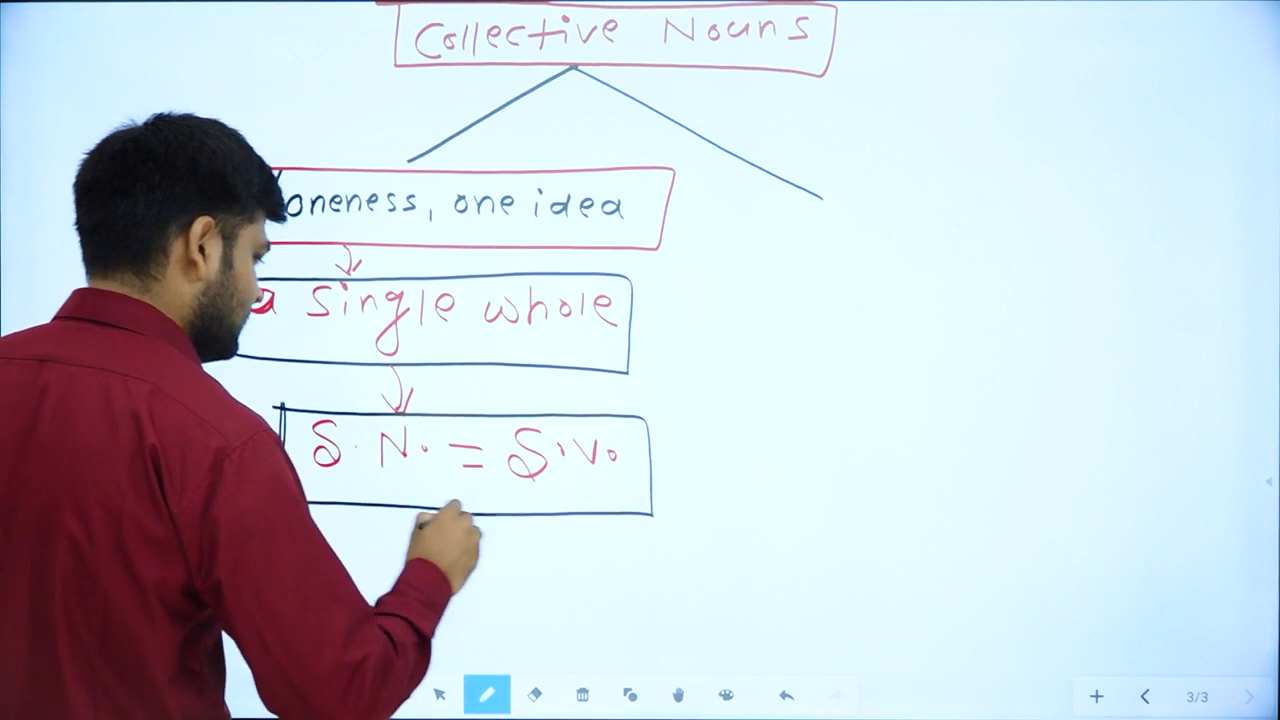 Collective Nouns
oneness, one idea
a single whole
S. N. = S.V.
3/3